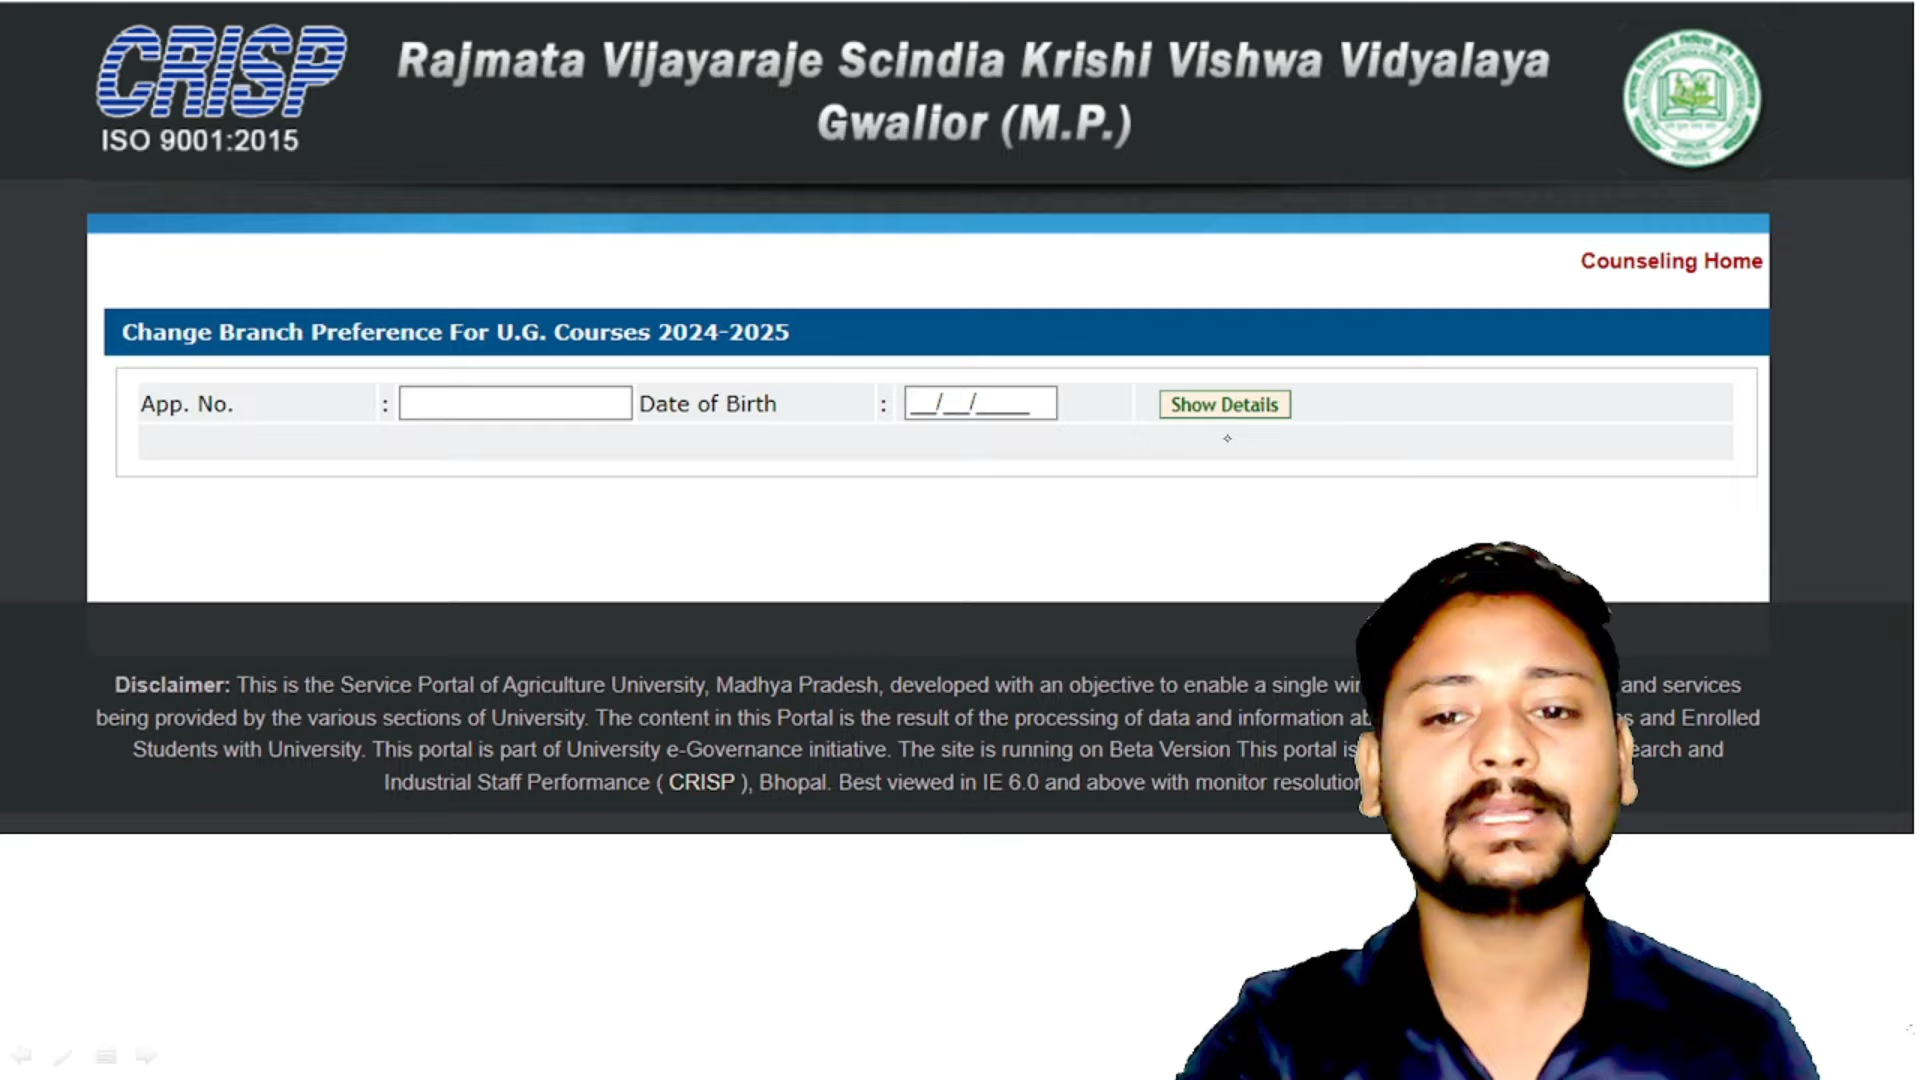 CRISP
ISO 9001:2015
Rajmata Vijayaraje Scindia Krishi Vishwa Vidyalaya
Gwalior (M.P.)
Counseling Home
Change Branch Preference For U.G. Courses 2024-2025
App. No. : Date of Birth : __/__/____ Show Details
Disclaimer: This is the Service Portal of Agriculture University, Madhya Pradesh, developed with an objective to enable a single and services
being provided by the various sections of University. The content in this Portal is the result of the processing of data and information and Enrolled
Students with University. This portal is part of University e-Governance initiative. The site is running on Beta Version This portal is and
Industrial Staff Performance ( CRISP ), Bhopal. Best viewed in IE 6.0 and above with monitor resolution